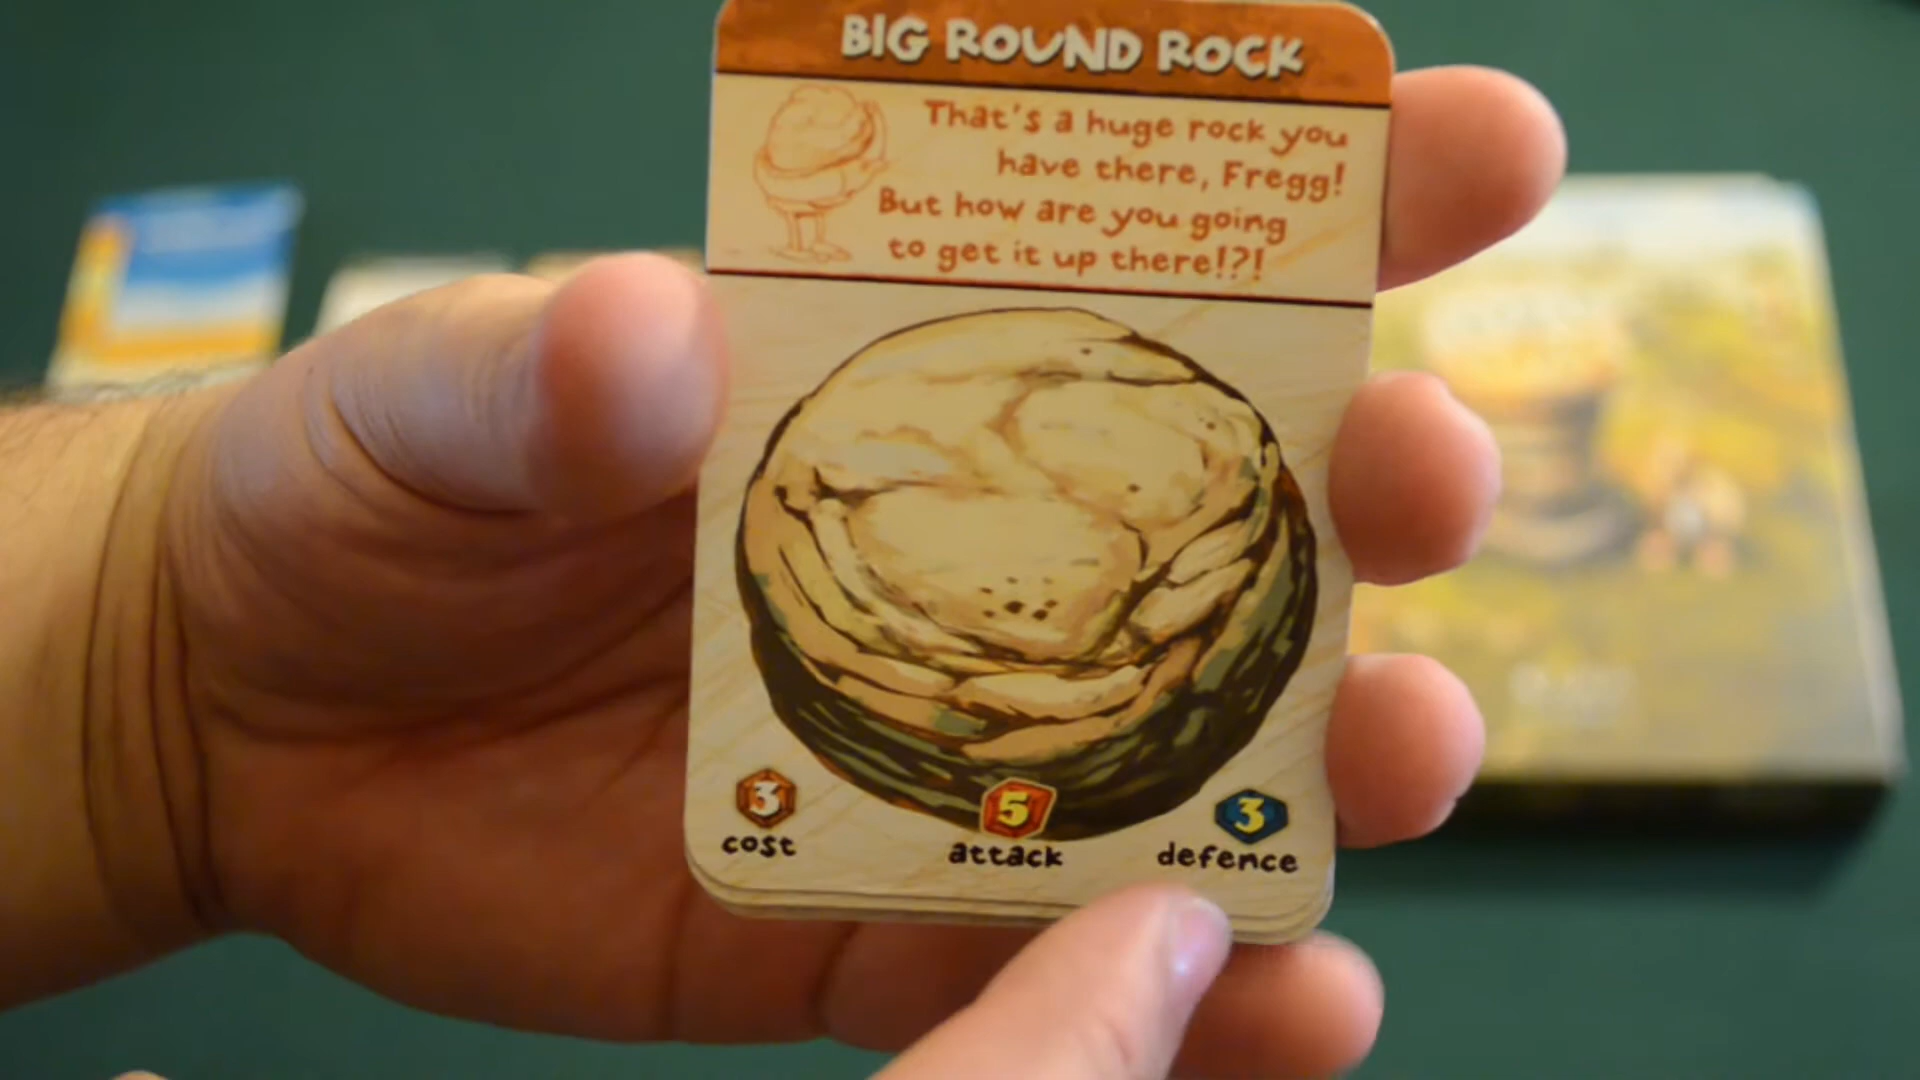 BIG ROUND ROCK
That's a huge rock you
have there, Fregg!
But how are you going
to get it up there!?!
3 5 3
cost attack defence